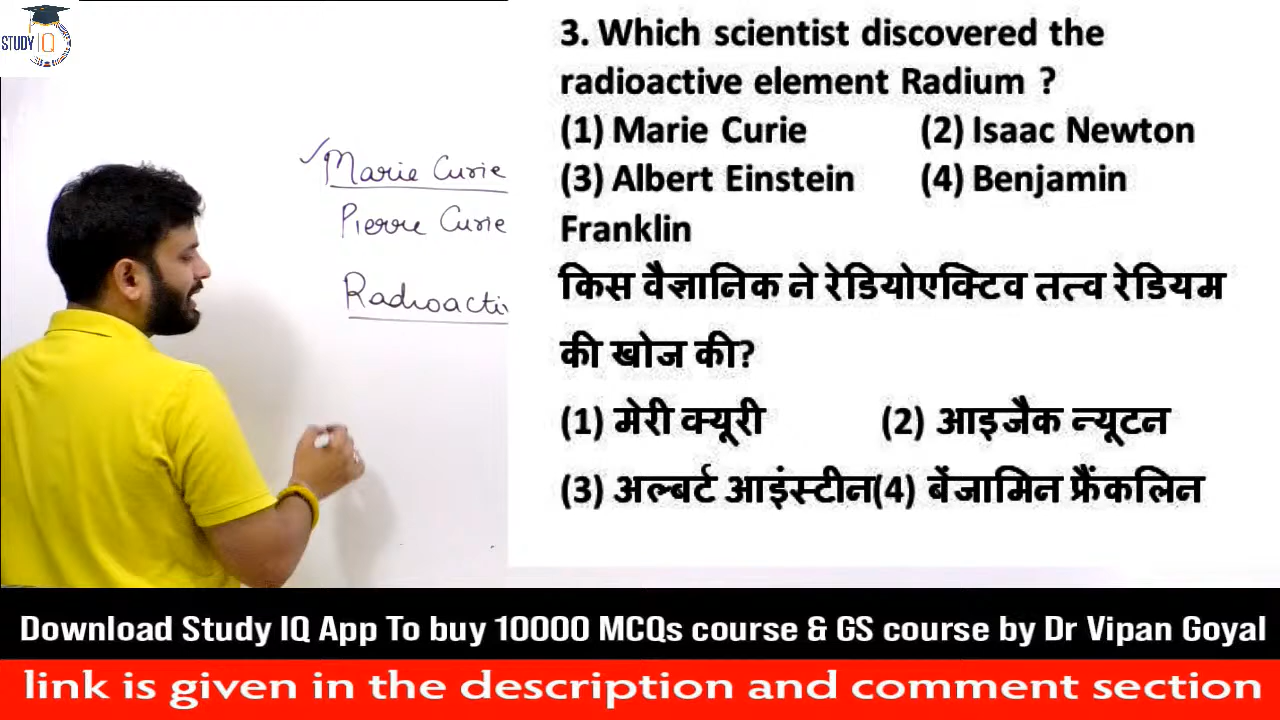 STUDY IQ
Marie Curie
Pierre Curie
3. Which scientist discovered the
radioactive element Radium ?
(1) Marie Curie (2) Isaac Newton
(3) Albert Einstein (4) Benjamin
Franklin
किस वैज्ञानिक ने रेडियोएक्टिव तत्व रेडियम
की खोज की?
(1) मेरी क्यूरी (2) आइजैक न्यूटन
(3) अल्बर्ट आइंस्टीन(4) बेंजामिन फ्रैंकलिन
Download Study IQ App To buy 10000 MCQs course & GS course by Dr Vipan Goyal
link is given in the description and comment section